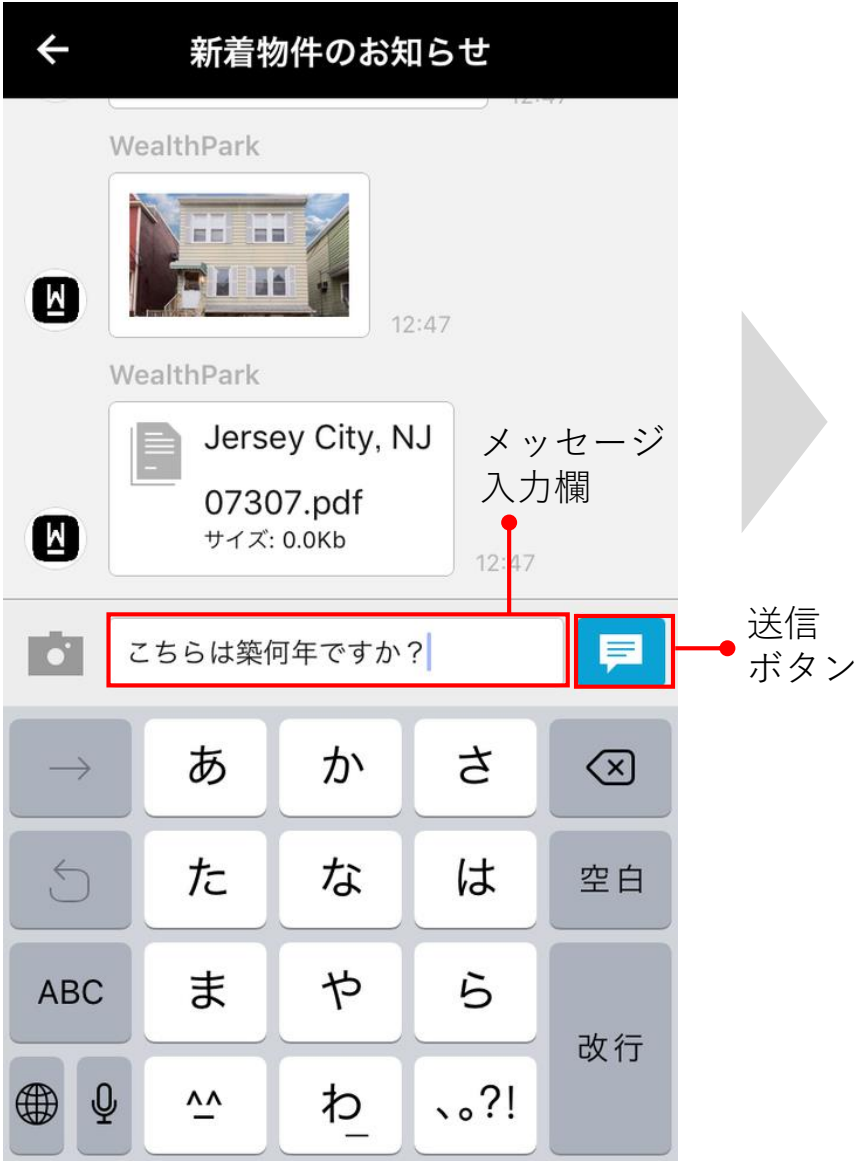 新着物件のお知らせ
12:47
WealthPark
12:47
WealthPark
Jersey City, NJ
07307.pdf
サイズ: 0.0Kb
12:47
メッセージ
入力欄
こちらは築何年ですか？
送信
ボタン
→
あ
か
さ
た
な
は
空白
ABC
ま
や
ら
改行
^^
わ
、。?!